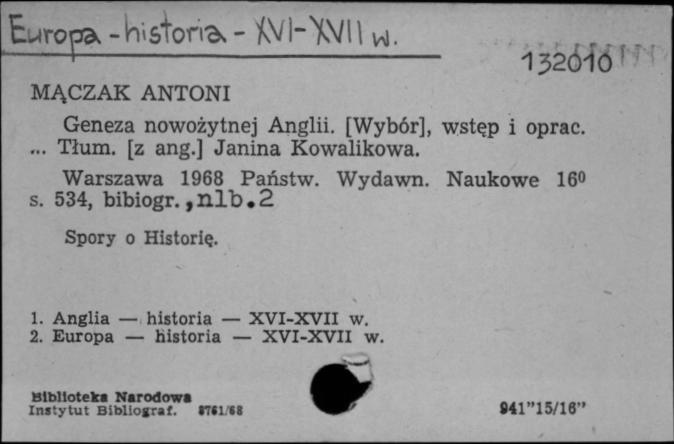 Europa - historia - XVI-XVII w.
132010
MĄCZAK ANTONI
Geneza nowożytnej Anglii. [Wybór], wstęp i oprac.
... Tłum. [z ang.] Janina Kowalikowa.
Warszawa 1968 Państw. Wydawn. Naukowe 16⁰
s. 534, bibiogr.,nlb.2
Spory o Historię.
1. Anglia — historia — XVI-XVII w.
2. Europa — historia — XVI-XVII w.
Biblioteka Narodowa
Instytut Bibliograf. 8761/68
941"15/16"